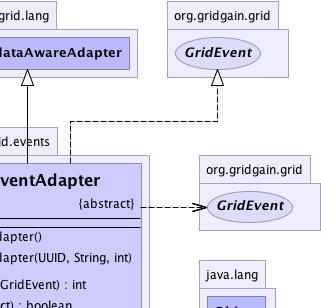 grid.lang
org.gridgain.grid
dataAwareAdapter
GridEvent
id.events
ventAdapter
{abstract}
org.gridgain.grid
GridEvent
dapter()
dapter(UUID, String, int)
GridEvent) : int
ct) : boolean
java.lang